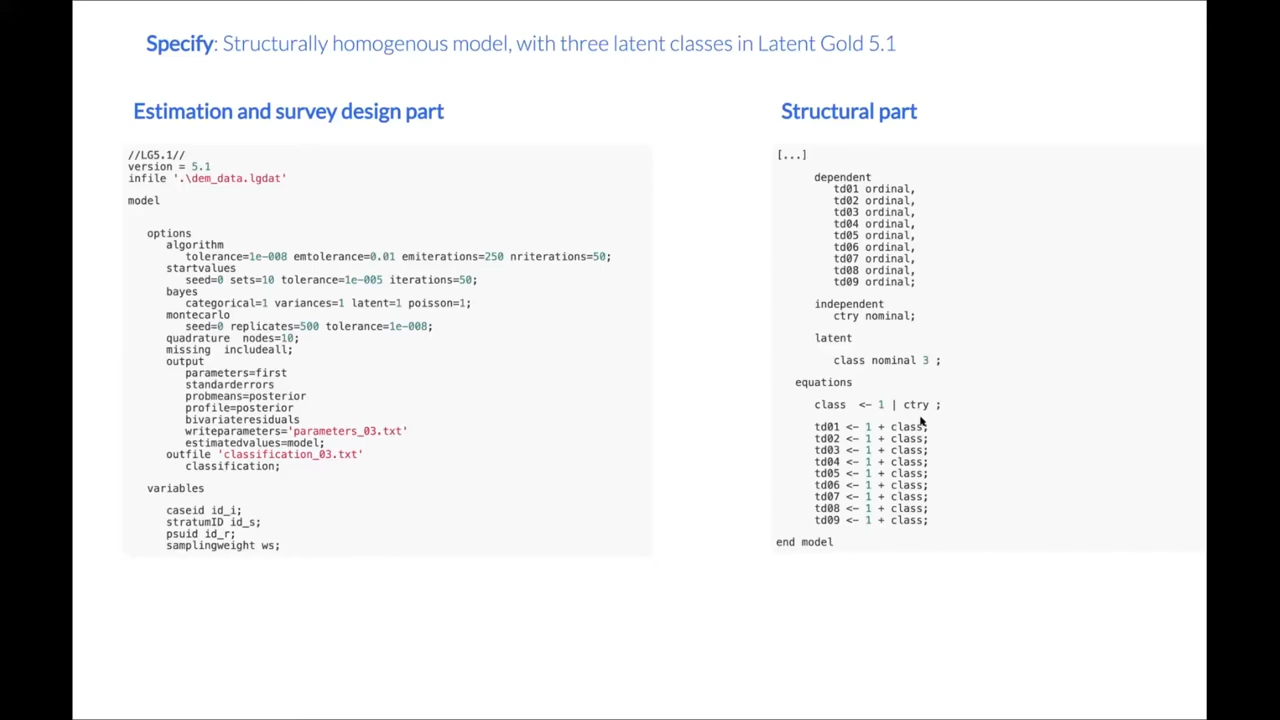 Specify: Structurally homogenous model, with three latent classes in Latent Gold 5.1
Estimation and survey design part
//LG5.1//
version = 5.1
infile '.\dem_data.lgdat'
model
options
algorithm
tolerance=1e-008 emtolerance=0.01 emiterations=250 nriterations=50;
startvalues
seed=0 sets=10 tolerance=1e-005 iterations=50;
bayes
categorical=1 variances=1 latent=1 poisson=1;
montecarlo
seed=0 replicates=500 tolerance=1e-008;
quadrature nodes=10;
missing includeall;
output
parameters=first
standarderrors
probmeans=posterior
profile=posterior
bivariateresiduals
writeparameters='parameters_03.txt'
estimatedvalues=model;
outfile 'classification_03.txt'
classification;
variables
caseid id_i;
stratumID id_s;
psuid id_r;
samplingweight ws;
Structural part
[...]
dependent
td01 ordinal,
td02 ordinal,
td03 ordinal,
td04 ordinal,
td05 ordinal,
td06 ordinal,
td07 ordinal,
td08 ordinal,
td09 ordinal;
independent
ctry nominal;
latent
class nominal 3 ;
equations
class <- 1 | ctry ;
td01 <- 1 + class;
td02 <- 1 + class;
td03 <- 1 + class;
td04 <- 1 + class;
td05 <- 1 + class;
td06 <- 1 + class;
td07 <- 1 + class;
td08 <- 1 + class;
td09 <- 1 + class;
end model